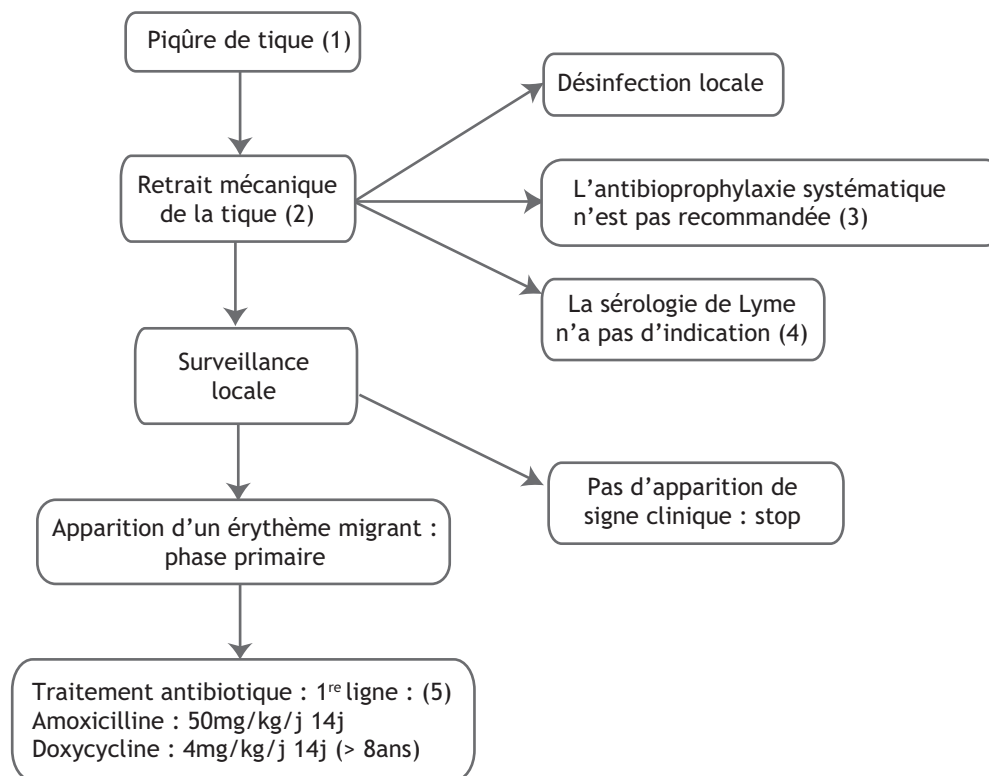 Piqûre de tique (1)
Désinfection locale
Retrait mécanique
de la tique (2)
L’antibioprophylaxie systématique
n’est pas recommandée (3)
La sérologie de Lyme
n’a pas d’indication (4)
Surveillance
locale
Pas d’apparition de
signe clinique : stop
Apparition d’un érythème migrant :
phase primaire
Traitement antibiotique : 1re ligne : (5)
Amoxicilline : 50mg/kg/j 14j
Doxycycline : 4mg/kg/j 14j (> 8ans)